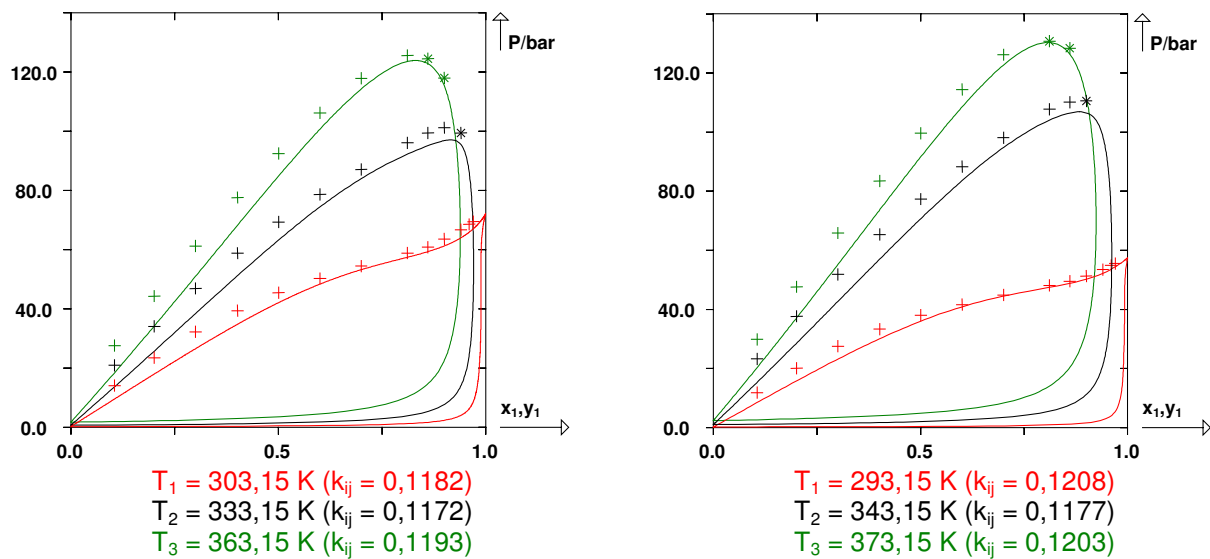 P/bar
120.0
80.0
40.0
0.0
x1,y1
0.0
0.5
1.0
T1 = 303,15 K (kij = 0,1182)
T2 = 333,15 K (kij = 0,1172)
T3 = 363,15 K (kij = 0,1193)
P/bar
120.0
80.0
40.0
0.0
x1,y1
0.0
0.5
1.0
T1 = 293,15 K (kij = 0,1208)
T2 = 343,15 K (kij = 0,1177)
T3 = 373,15 K (kij = 0,1203)